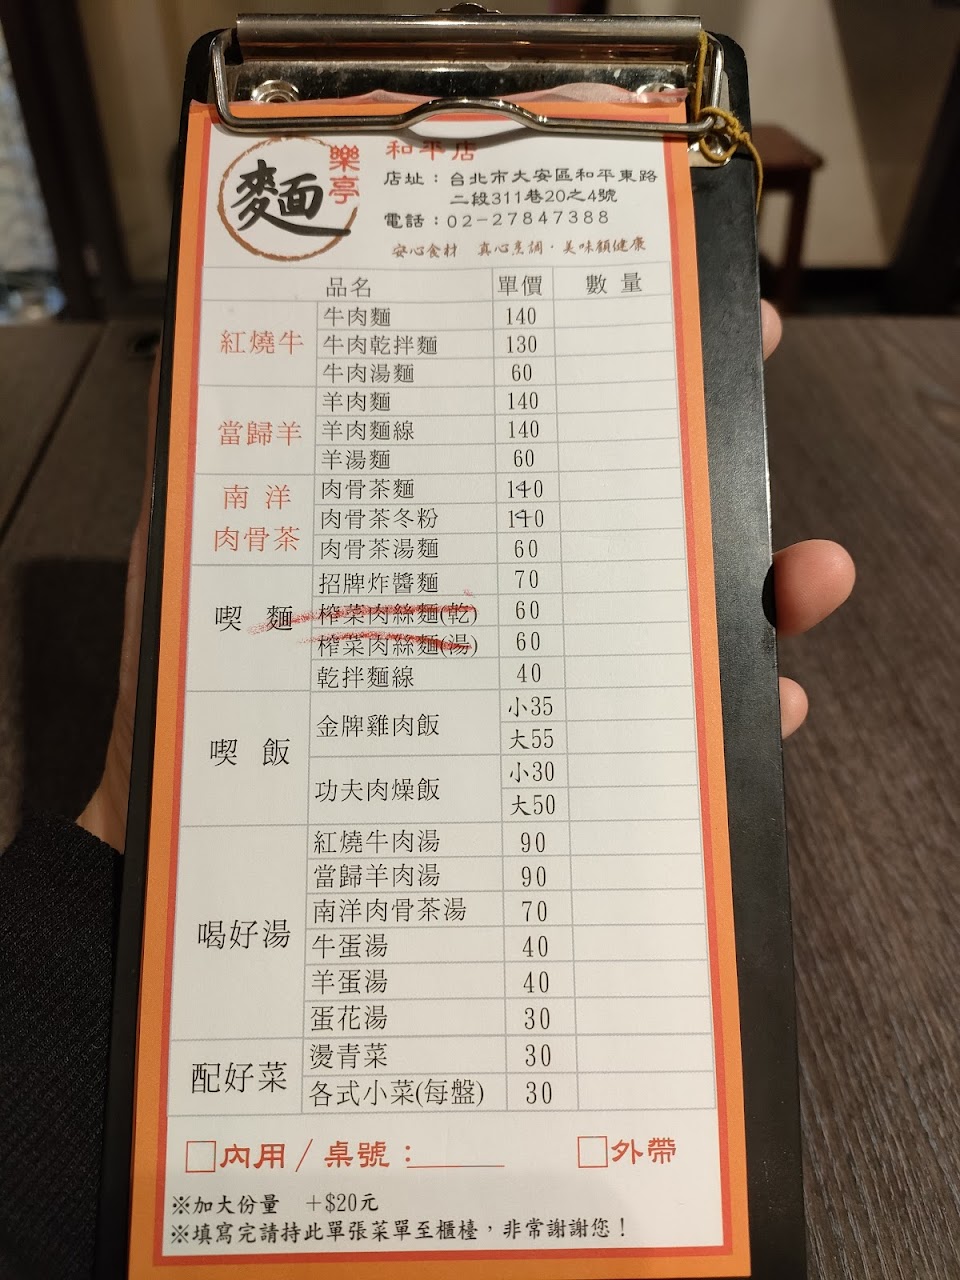 樂亭
麵
和平店
店址：台北市大安區和平東路
二段311巷20之4號
電話：02-27847388
安心食材 真心烹調·美味顧健康
品名 單價 數量
紅燒牛
牛肉麵 140
牛肉乾拌麵 130
牛肉湯麵 60
當歸羊
羊肉麵 140
羊肉麵線 140
羊湯麵 60
南洋
肉骨茶
肉骨茶麵 140
肉骨茶冬粉 140
肉骨茶湯麵 60
喫麵
招牌炸醬麵 70
榨菜肉絲麵(乾) 60
榨菜肉絲麵(湯) 60
乾拌麵線 40
喫飯
金牌雞肉飯 小35
大55
功夫肉燥飯 小30
大50
喝好湯
紅燒牛肉湯 90
當歸羊肉湯 90
南洋肉骨茶湯 70
牛蛋湯 40
羊蛋湯 40
蛋花湯 30
配好菜
燙青菜 30
各式小菜(每盤) 30
□內用/桌號：______ □外帶
※加大份量 +$20元
※填寫完請持此單張菜單至櫃檯，非常謝謝您！